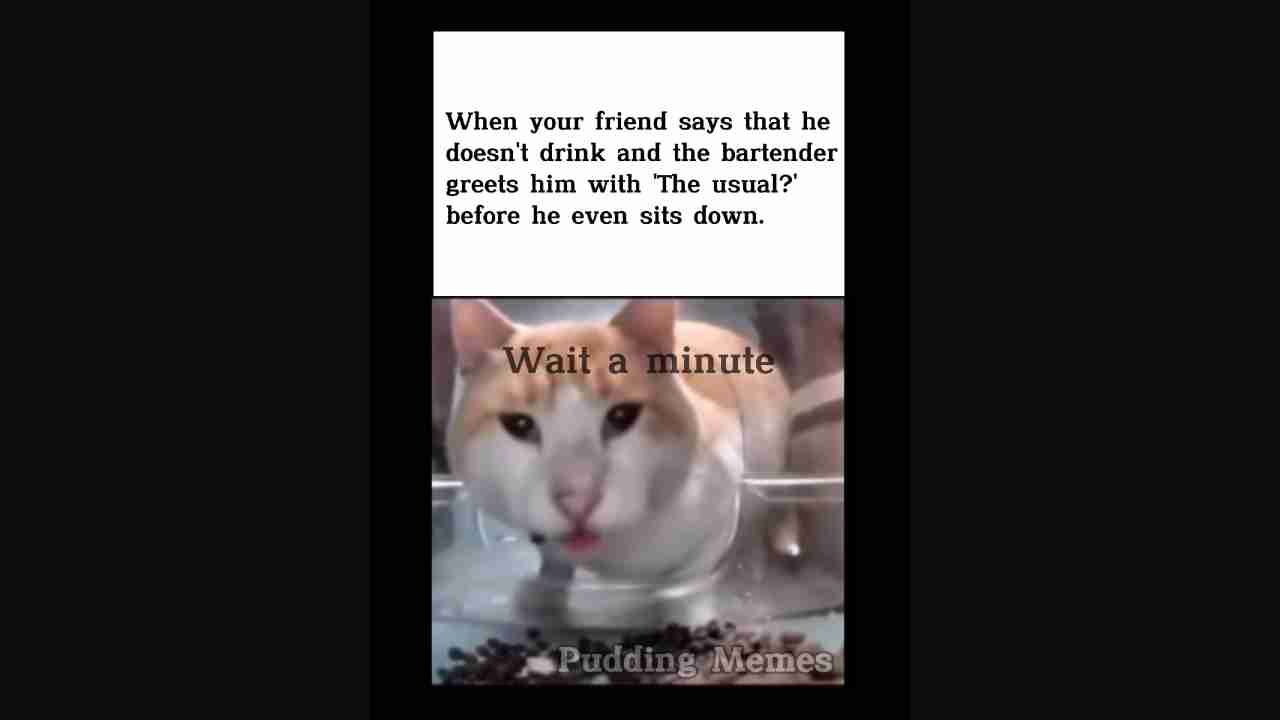 When your friend says that he
doesn't drink and the bartender
greets him with 'The usual?'
before he even sits down.
Wait a minute
Pudding Memes